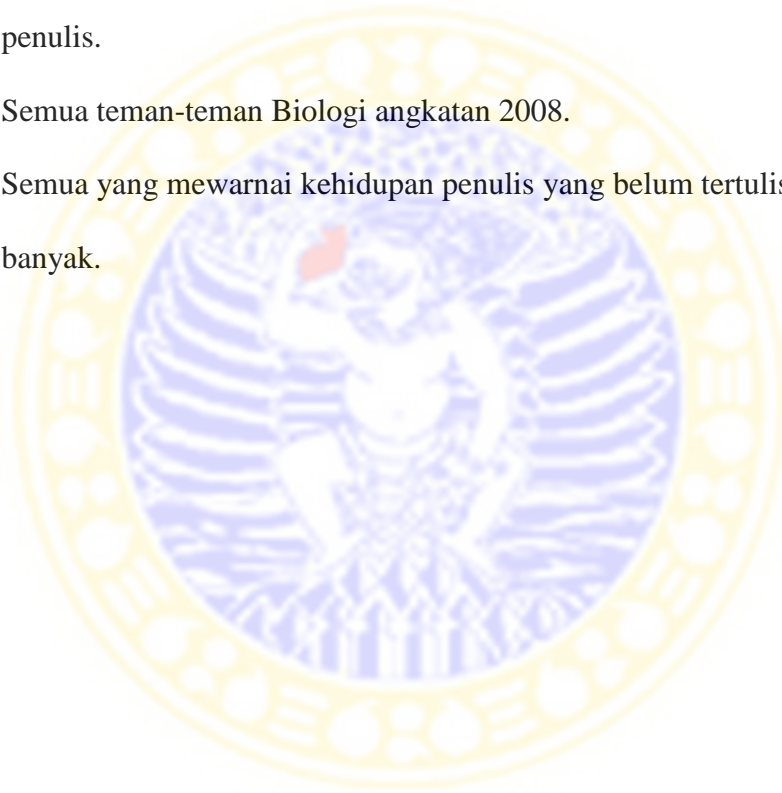 penulis.
Semua teman-teman Biologi angkatan 2008.
Semua yang mewarnai kehidupan penulis yang belum tertulis
banyak.